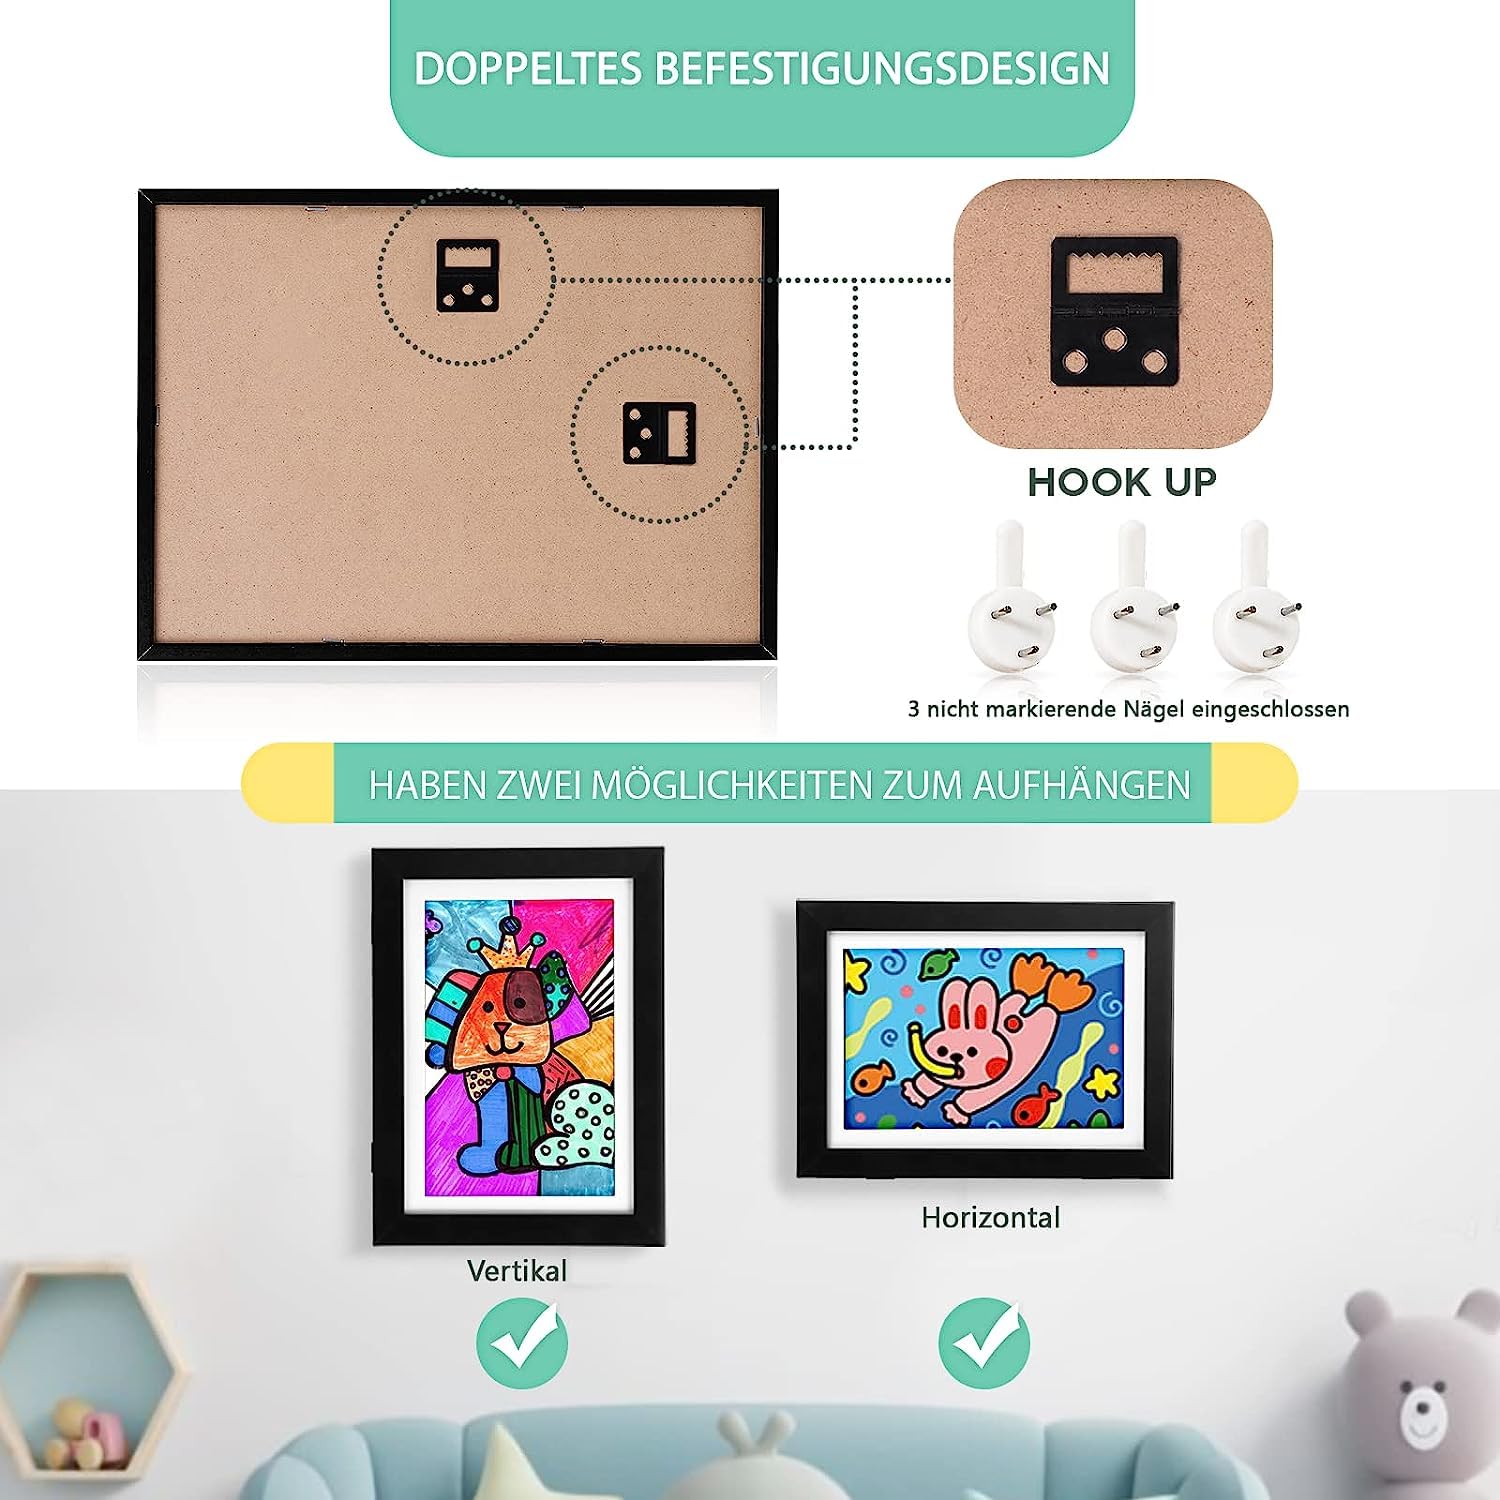 DOPPELTES BEFESTIGUNGSDESIGN
HOOK UP
3 nicht markierende Nägel eingeschlossen
HABEN ZWEI MÖGLICHKEITEN ZUM AUFHÄNGEN
Vertikal
Horizontal